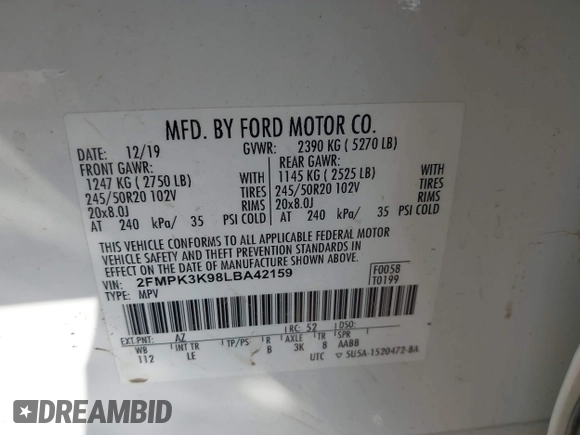 MFD. BY FORD MOTOR CO.
DATE: 12/19 GVWR: 2390 KG ( 5270 LB)
FRONT GAWR: REAR GAWR:
1247 KG ( 2750 LB) WITH 1145 KG ( 2525 LB) WITH
245/50R20 102V TIRES 245/50R20 102V TIRES
20x8.0J RIMS 20x8.0J RIMS
AT 240 kPa/ 35 PSI COLD AT 240 kPa/ 35 PSI COLD
THIS VEHICLE CONFORMS TO ALL APPLICABLE FEDERAL MOTOR
VEHICLE SAFETY AND THEFT PREVENTION STANDARDS IN
EFFECT ON THE DATE OF MANUFACTURE SHOWN ABOVE.
VIN: 2FMPK3K98LBA42159 F0058
TYPE: MPV T0199
EXT.PNT: AZ RC: 52 DSO:
WB INT TR TP/PS R AXLE TR SPR
112 LE B 3K 8 AABB
UTC ▽ 5U5A-1520472-BA
DREAMBID